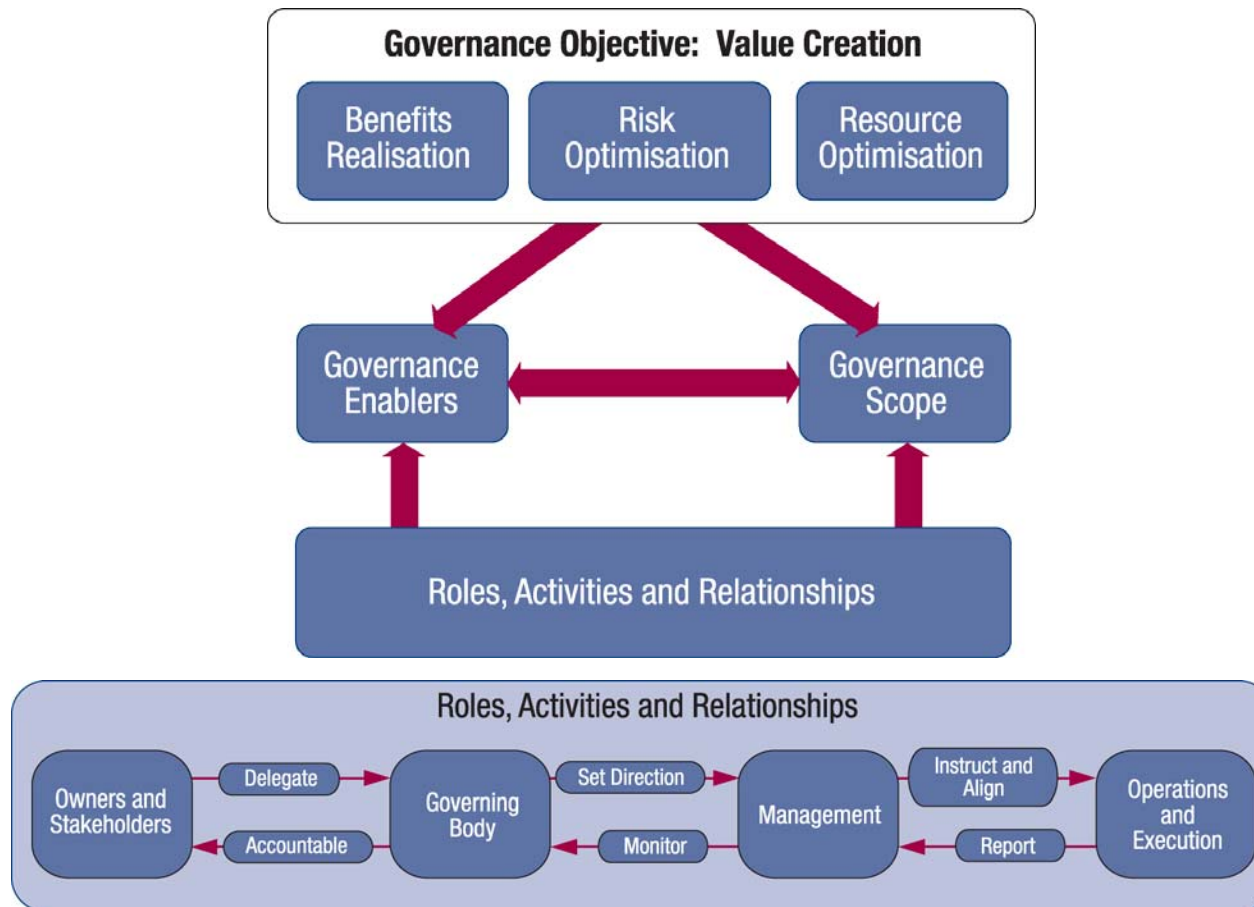 Governance Objective: Value Creation
Benefits
Realisation
Risk
Optimisation
Resource
Optimisation
Governance
Enablers
Governance
Scope
Roles, Activities and Relationships
Roles, Activities and Relationships
Owners and
Stakeholders
Delegate
Accountable
Governing
Body
Set Direction
Monitor
Management
Instruct and
Align
Report
Operations
and
Execution